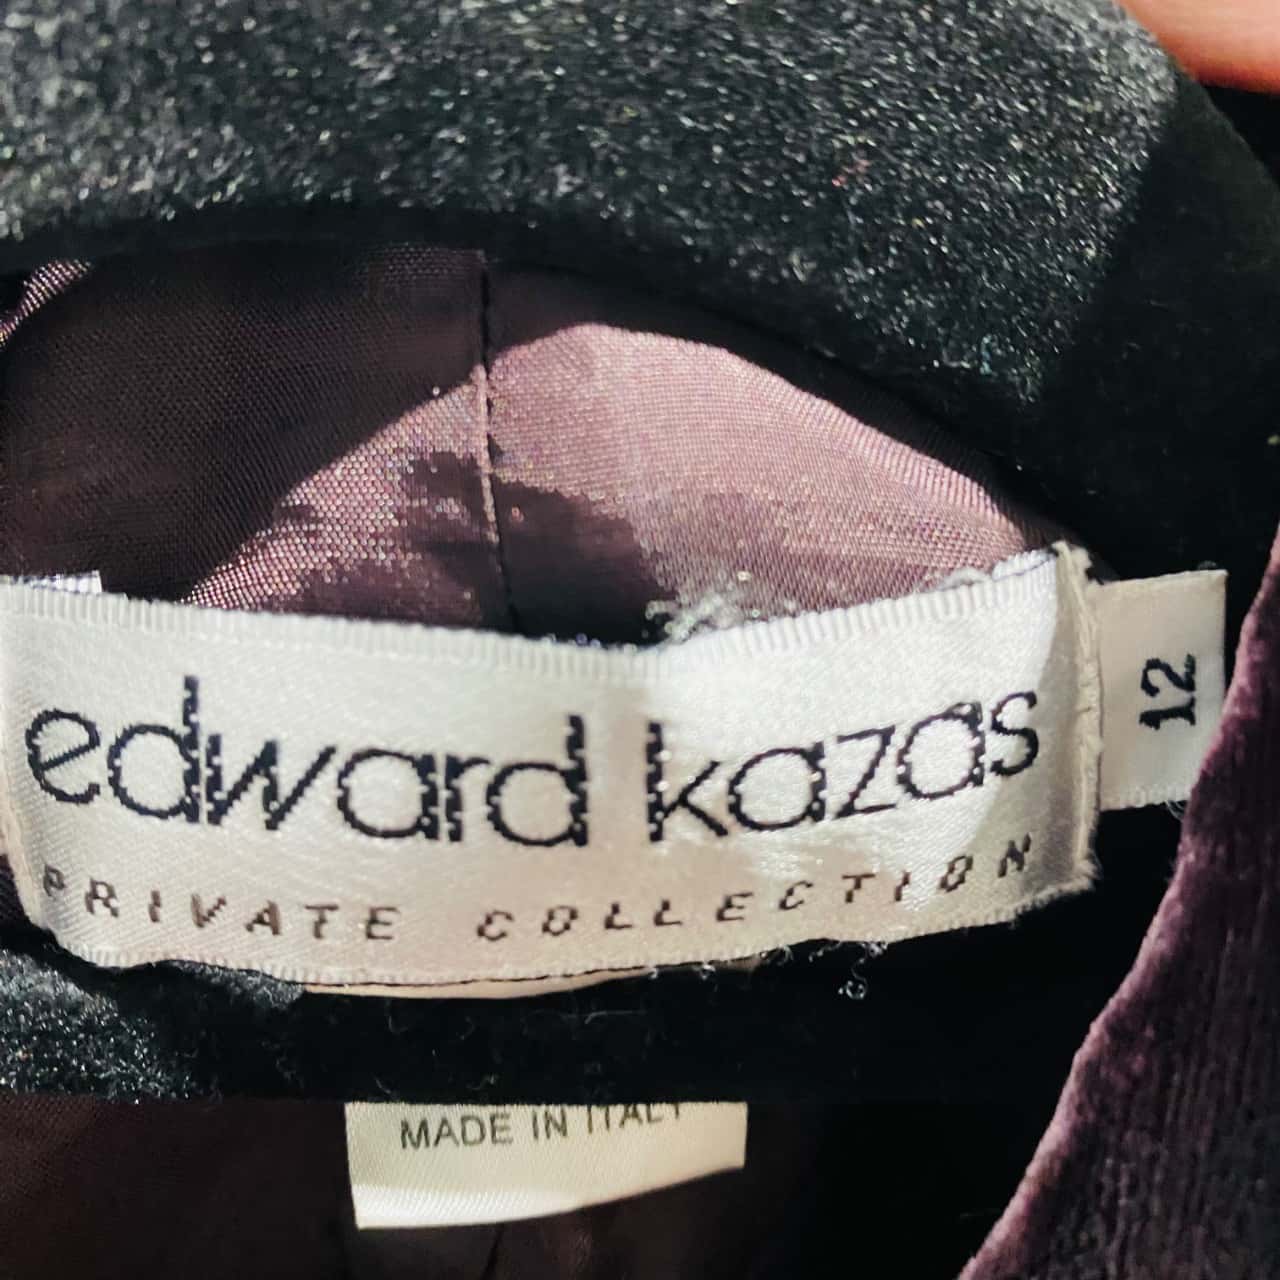 edward kazas
PRIVATE COLLECTION
12
MADE IN ITALY